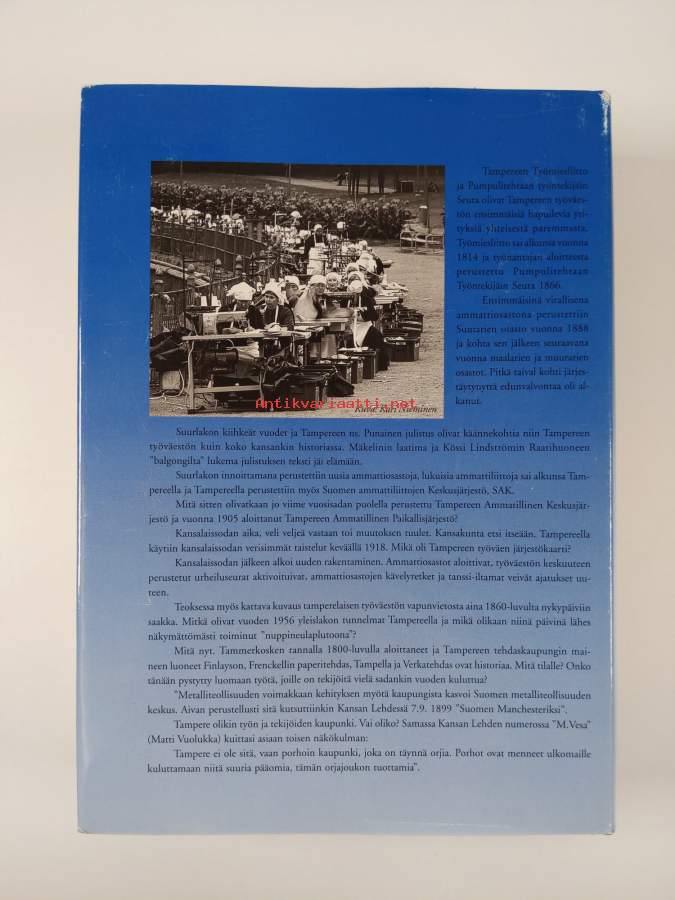 Tampereen Työmiesliitto
ja Pumpulitehtaan työntekijäin
Seura olivat Tampereen työväes-
tön ensimmäisiä hapuilevia yri-
tyksiä yhteisestä paremmasta.
Työmiesliitto sai alkunsa vuonna
1814 ja työnantajan aloitteesta
perustettu Pumpulitehtaan
Työntekijäin Seura 1866.
Ensimmäisinä virallisena
ammattiosastona perustettiin
Suutarien osasto vuonna 1888
ja kohta sen jälkeen seuraavana
vuonna maalarien ja muurarien
osastot. Pitkä taival kohti järjes-
täytynyttä edunvalvontaa oli al-
kanut.
Antikvariaatti.net
Kuva: Kari Nieminen
Suurlakon kiihkeät vuodet ja Tampereen ns. Punainen julistus olivat käännekohtia niin Tampereen
työväestön kuin koko kansankin historiassa. Mäkelinin laatima ja Kössi Lindströmin Raatihuoneen
"balgongilta" lukema julistuksen teksti jäi elämään.
Suurlakon innoittamana perustettiin uusia ammattiosastoja, lukuisia ammattiliittoja sai alkunsa Tam-
pereella ja Tampereella perustettiin myös Suomen ammattiliittojen Keskusjärjestö, SAK.
Mitä sitten olivatkaan jo viime vuosisadan puolella perustettu Tampereen Ammatillinen Keskusjär-
jestö ja vuonna 1905 aloittanut Tampereen Ammatillinen Paikallisjärjestö?
Kansalaissodan aika, veli veljeä vastaan toi muutoksen tuulet. Kansakunta etsi itseään. Tampereella
käytiin kansalaissodan verisimmät taistelut keväällä 1918. Mikä oli Tampereen työväen järjestökaarti?
Kansalaissodan jälkeen alkoi uuden rakentaminen. Ammattiosastot aloittivat, työväestön keskuuteen
perustetut urheiluseurat aktivoituivat, ammattiosastojen kävelyretket ja tanssi-iltamat veivät ajatukset uu-
teen.
Teoksessa myös kattava kuvaus tamperelaisen työväestön vapunvietosta aina 1860-luvulta nykypäiviin
saakka. Mitkä olivat vuoden 1956 yleislakon tunnelmat Tampereella ja mikä olikaan niinä päivinä lähes
näkymättömästi toiminut "nuppineulaplutoona"?
Mitä nyt. Tammerkosken rannalla 1800-luvulla aloittaneet ja Tampereen tehdaskaupungin mai-
neen luoneet Finlayson, Frenckellin paperitehdas, Tampella ja Verkatehdas ovat historiaa. Mitä tilalle? Onko
tänään pystytty luomaan työtä, joille on tekijöitä vielä sadankin vuoden kuluttua?
"Metalliteollisuuden voimakkaan kehityksen myötä kaupungista kasvoi Suomen metalliteollisuuden
keskus. Aivan perustellusti sitä kutsuttiinkin Kansan Lehdessä 7.9. 1899 "Suomen Manchesteriksi".
Tampere olikin työn ja tekijöiden kaupunki. Vai oliko? Samassa Kansan Lehden numerossa "M.Vesa"
(Matti Vuolukka) kuittasi asiaan toisen näkökulman:
Tampere ei ole sitä, vaan porhoin kaupunki, joka on täynnä orjia. Porhot ovat menneet ulkomaille
kuluttamaan niitä suuria pääomia, tämän orjajoukon tuottamia".